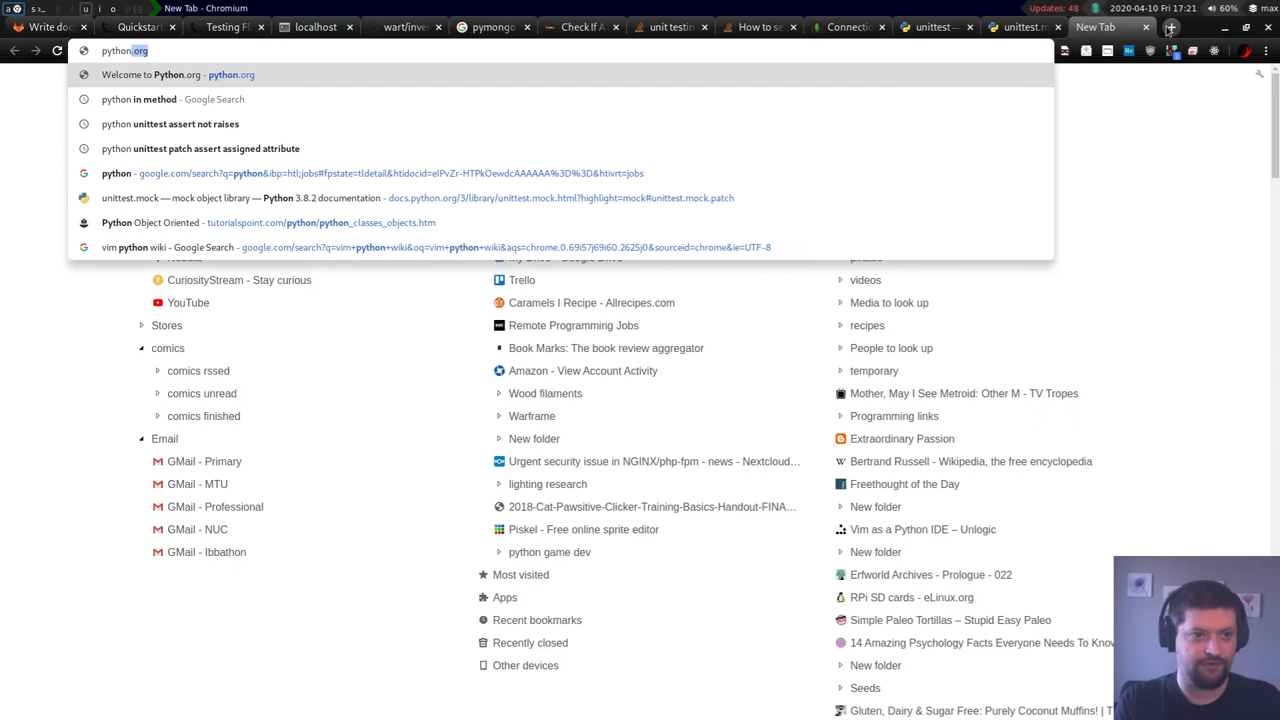 New Tab - Chromium
Updates: 48
2020-04-10 Fri 17:21
60%
max
Write doc
Quickstart
Testing Fl
localhost
wart/inver
pymongo
Check If A
unit testin
How to se
Connectio
unittest—
unittest.m
New Tab
python.org
Welcome to Python.org - python.org
python in method - Google Search
python unittest assert not raises
python unittest patch assert assigned attribute
python - google.com/search?q=python&ibp=htl;jobs#fpstate=tldetail&htidocid=eIPvZr-HTPkOewdcAAAAAA%3D%3D&htivrt=jobs
unittest.mock — mock object library — Python 3.8.2 documentation - docs.python.org/3/library/unittest.mock.html?highlight=mock#unittest.mock.patch
Python Object Oriented - tutorialspoint.com/python/python_classes_objects.htm
vim python wiki - Google Search - google.com/search?q=vim+python+wiki&oq=vim+python+wiki&aqs=chrome.0.69i57j69i60.2625j0&sourceid=chrome&ie=UTF-8
CuriosityStream - Stay curious
YouTube
Stores
comics
comics rssed
comics unread
comics finished
Email
GMail - Primary
GMail - MTU
GMail - Professional
GMail - NUC
GMail - Ibbathon
Trello
Caramels I Recipe - Allrecipes.com
Remote Programming Jobs
Book Marks: The book review aggregator
Amazon - View Account Activity
Wood filaments
Warframe
New folder
Urgent security issue in NGINX/php-fpm - news - Nextcloud…
lighting research
2018-Cat-Pawsitive-Clicker-Training-Basics-Handout-FINA…
Piskel - Free online sprite editor
python game dev
Most visited
Apps
Recent bookmarks
Recently closed
Other devices
videos
Media to look up
recipes
People to look up
temporary
Mother, May I See Metroid: Other M - TV Tropes
Programming links
Extraordinary Passion
Bertrand Russell - Wikipedia, the free encyclopedia
Freethought of the Day
New folder
Vim as a Python IDE – Unlogic
New folder
Erfworld Archives - Prologue - 022
RPi SD cards - eLinux.org
Simple Paleo Tortillas – Stupid Easy Paleo
14 Amazing Psychology Facts Everyone Needs To Know
New folder
Seeds
Gluten, Dairy & Sugar Free: Purely Coconut Muffins! | T